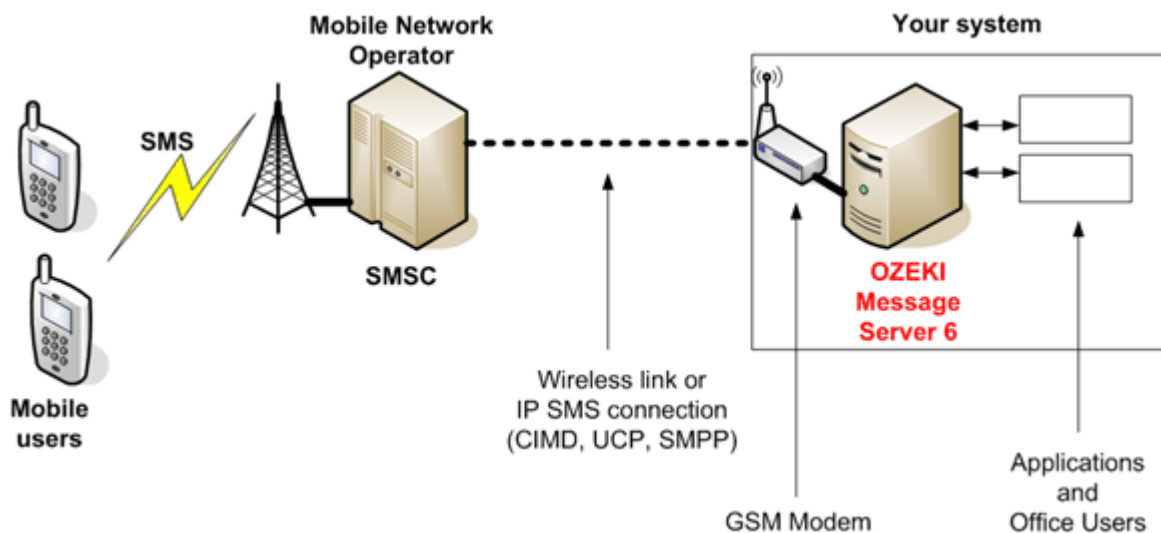 Mobile Network
Operator
Your system
SMS
SMSC
OZEKI
Message
Server 6
Mobile
users
Wireless link or
IP SMS connection
(CIMD, UCP, SMPP)
GSM Modem
Applications
and
Office Users